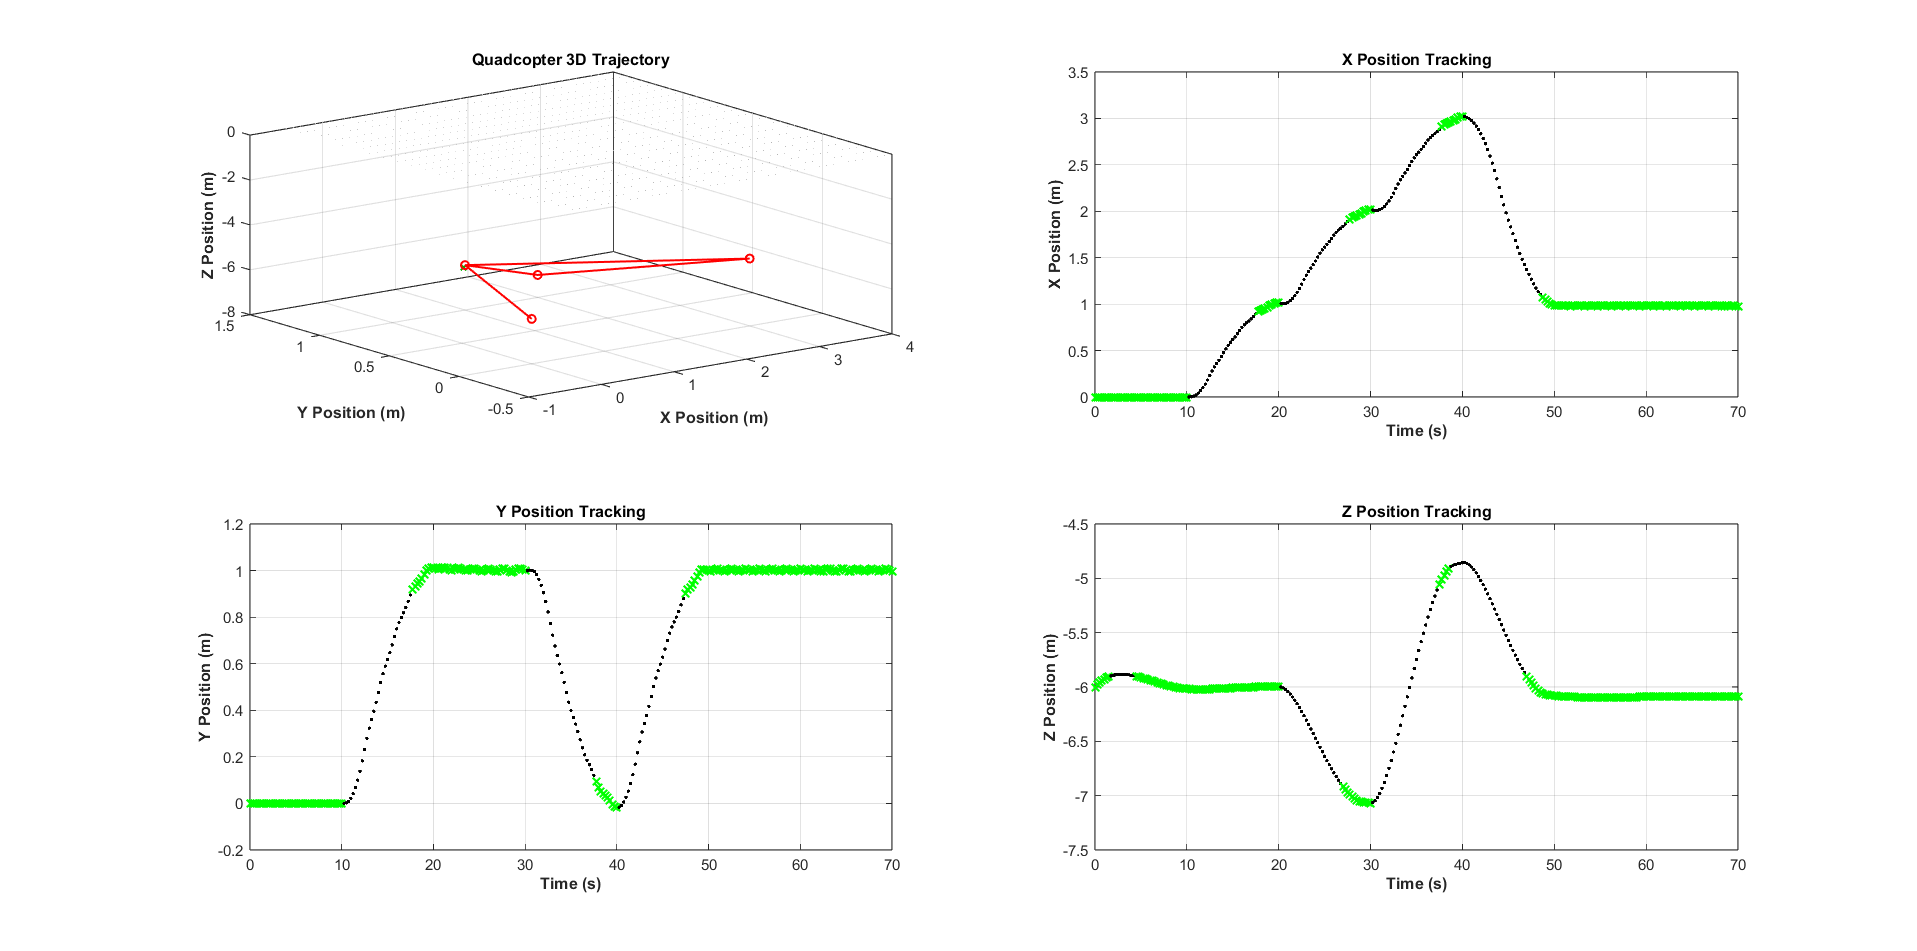 Quadcopter 3D Trajectory
0
-2
-4
-6
-8
Z Position (m)
1.5
1
0.5
0
-0.5
Y Position (m)
-1
0
1
2
3
4
X Position (m)
X Position Tracking
3.5
3
2.5
2
1.5
1
0.5
0
X Position (m)
0 10 20 30 40 50 60 70
Time (s)
Y Position Tracking
1.2
1
0.8
0.6
0.4
0.2
0
-0.2
Y Position (m)
0 10 20 30 40 50 60 70
Time (s)
Z Position Tracking
-4.5
-5
-5.5
-6
-6.5
-7
-7.5
Z Position (m)
0 10 20 30 40 50 60 70
Time (s)